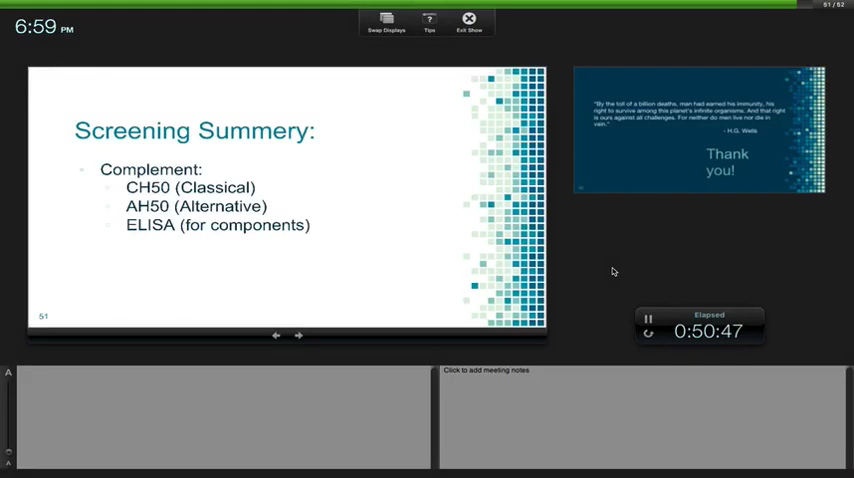 51 / 52
6:59 PM
Swap Displays
Tips
Exit Show
Screening Summery:
Complement:
CH50 (Classical)
AH50 (Alternative)
ELISA (for components)
51
"By the toll of a billion deaths, man had earned his immunity, his
right to survive among this planet's infinite organisms. And that right
is ours against all challenges. For neither do men live nor die in
vain."
- H.G. Wells
Thank
you!
Elapsed
0:50:47
A
A
Click to add meeting notes